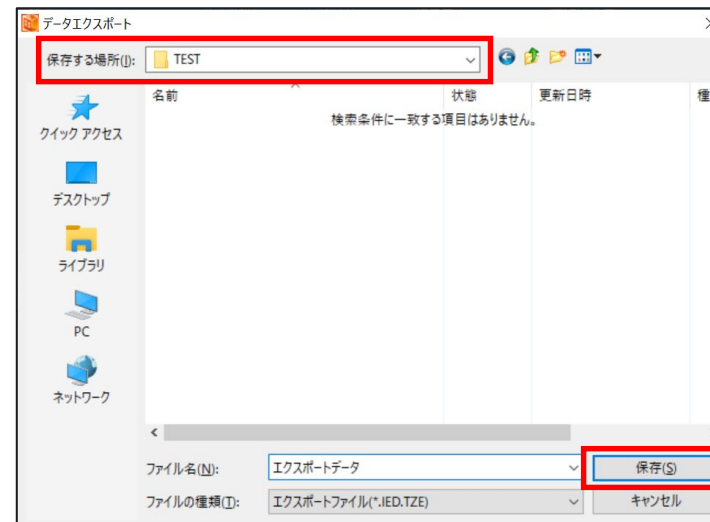 データエクスポート
保存する場所(I): TEST
名前 状態 更新日時 種
検索条件に一致する項目はありません。
クイック アクセス
デスクトップ
ライブラリ
PC
ネットワーク
ファイル名(N): エクスポートデータ 保存(S)
ファイルの種類(T): エクスポートファイル(*.IED.TZE) キャンセル